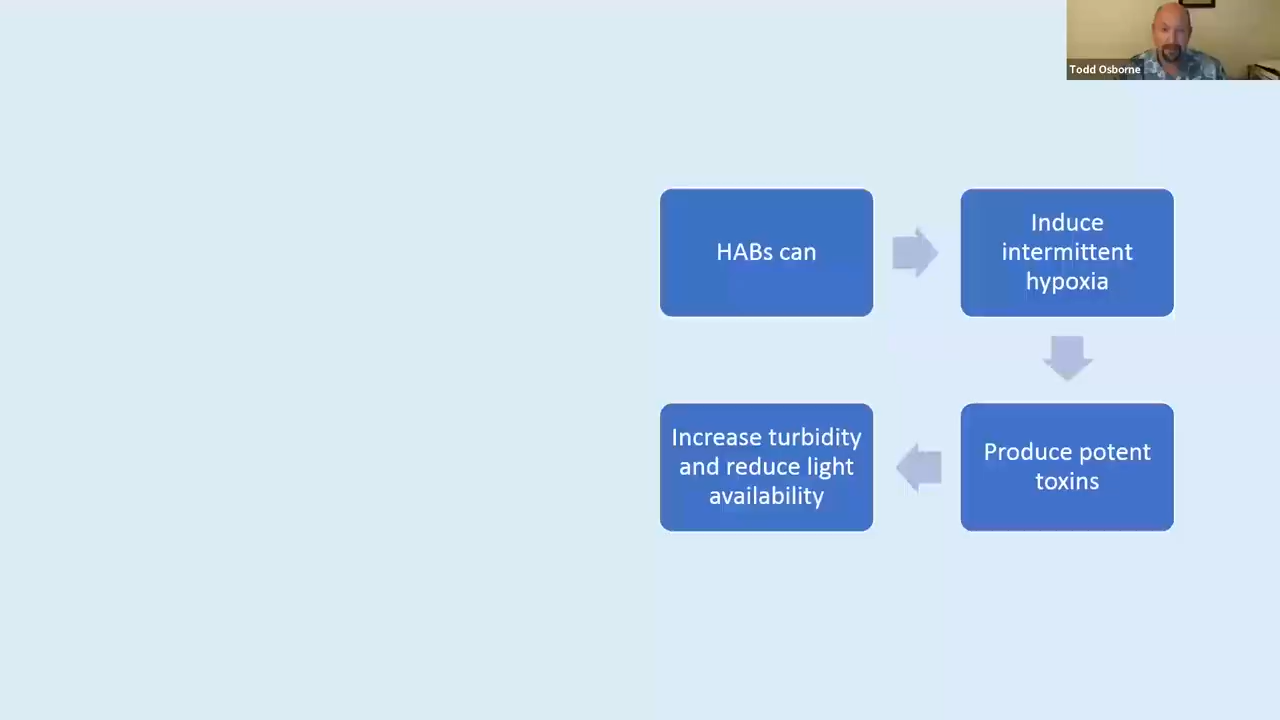 Todd Osborne
HABs can
Induce
intermittent
hypoxia
Produce potent
toxins
Increase turbidity
and reduce light
availability